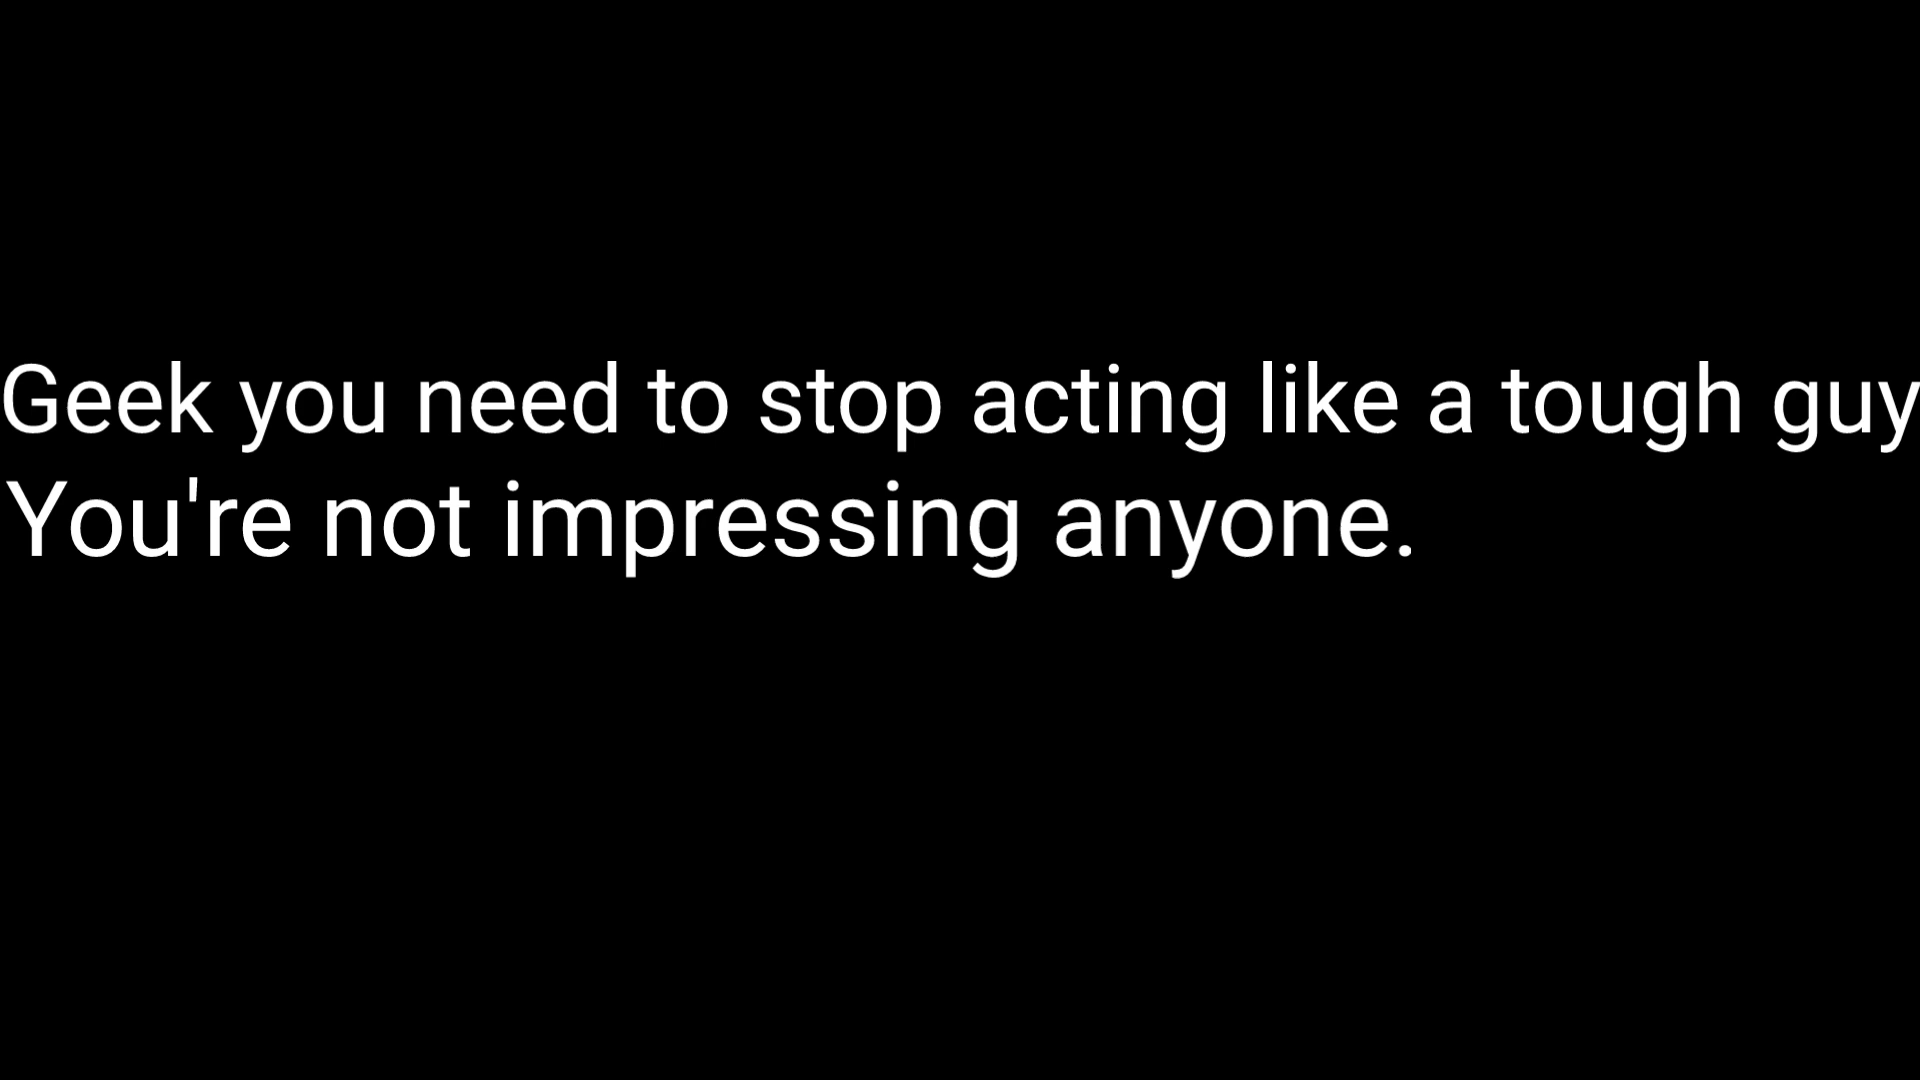 Geek you need to stop acting like a tough guy
You're not impressing anyone.